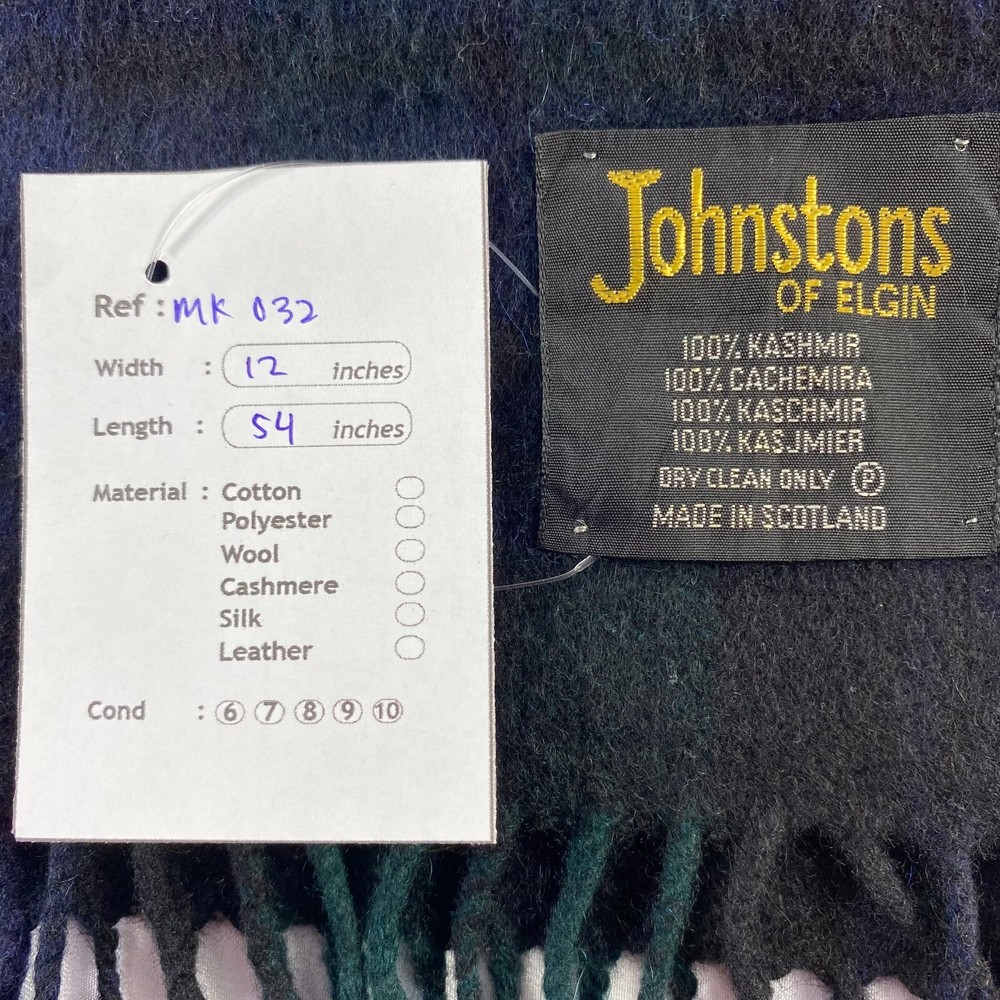 Ref : MK 032
Width : 12 inches
Length : 54 inches
Material : Cotton
Polyester
Wool
Cashmere
Silk
Leather
Cond : 6 7 8 9 10
Johnstons
OF ELGIN
100% KASHMIR
100% CACHEMIRA
100% KASCHMIR
100% KASJMIER
DRY CLEAN ONLY P
MADE IN SCOTLAND